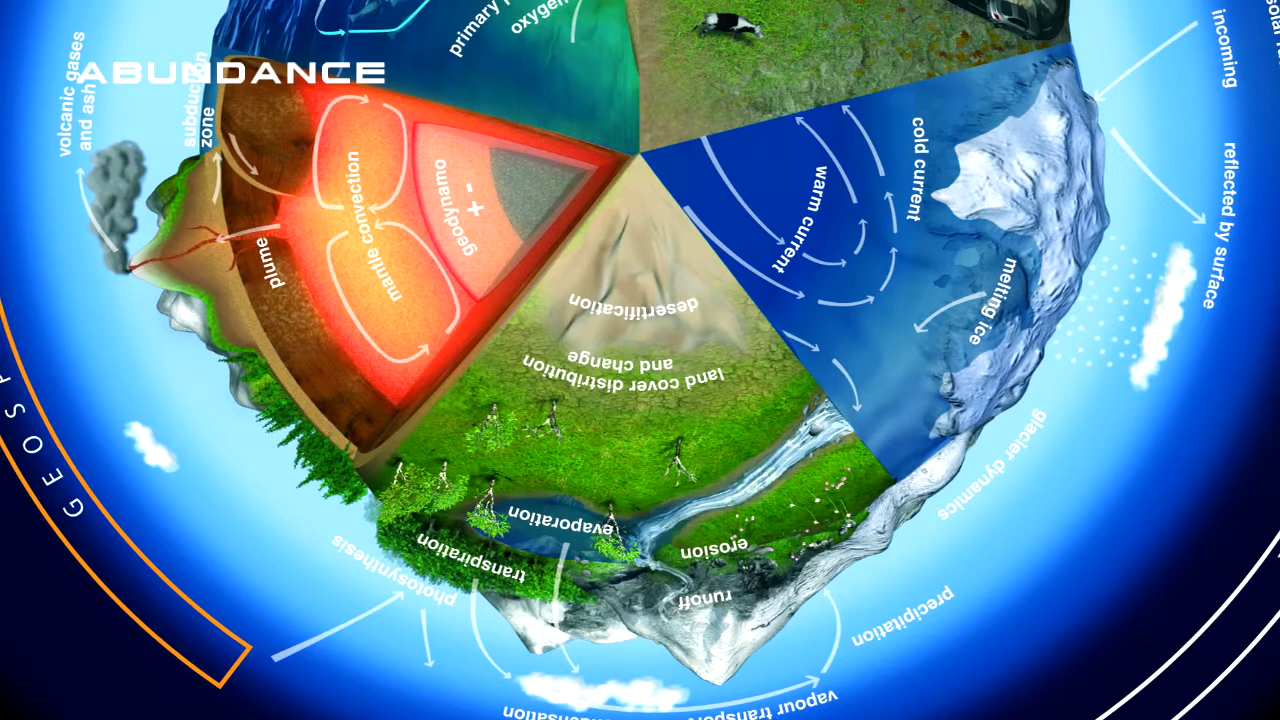 ABUNDANCE
volcanic gases
and ash
subduction
zone
primary
oxygen
incoming
reflected by surface
cold current
warm current
melting ice
geodynamo
- +
mantle convection
plume
desertification
land cover distribution
and change
evaporation
transpiration
photosynthesis
erosion
runoff
glacier dynamics
precipitation
vapour
GEOS